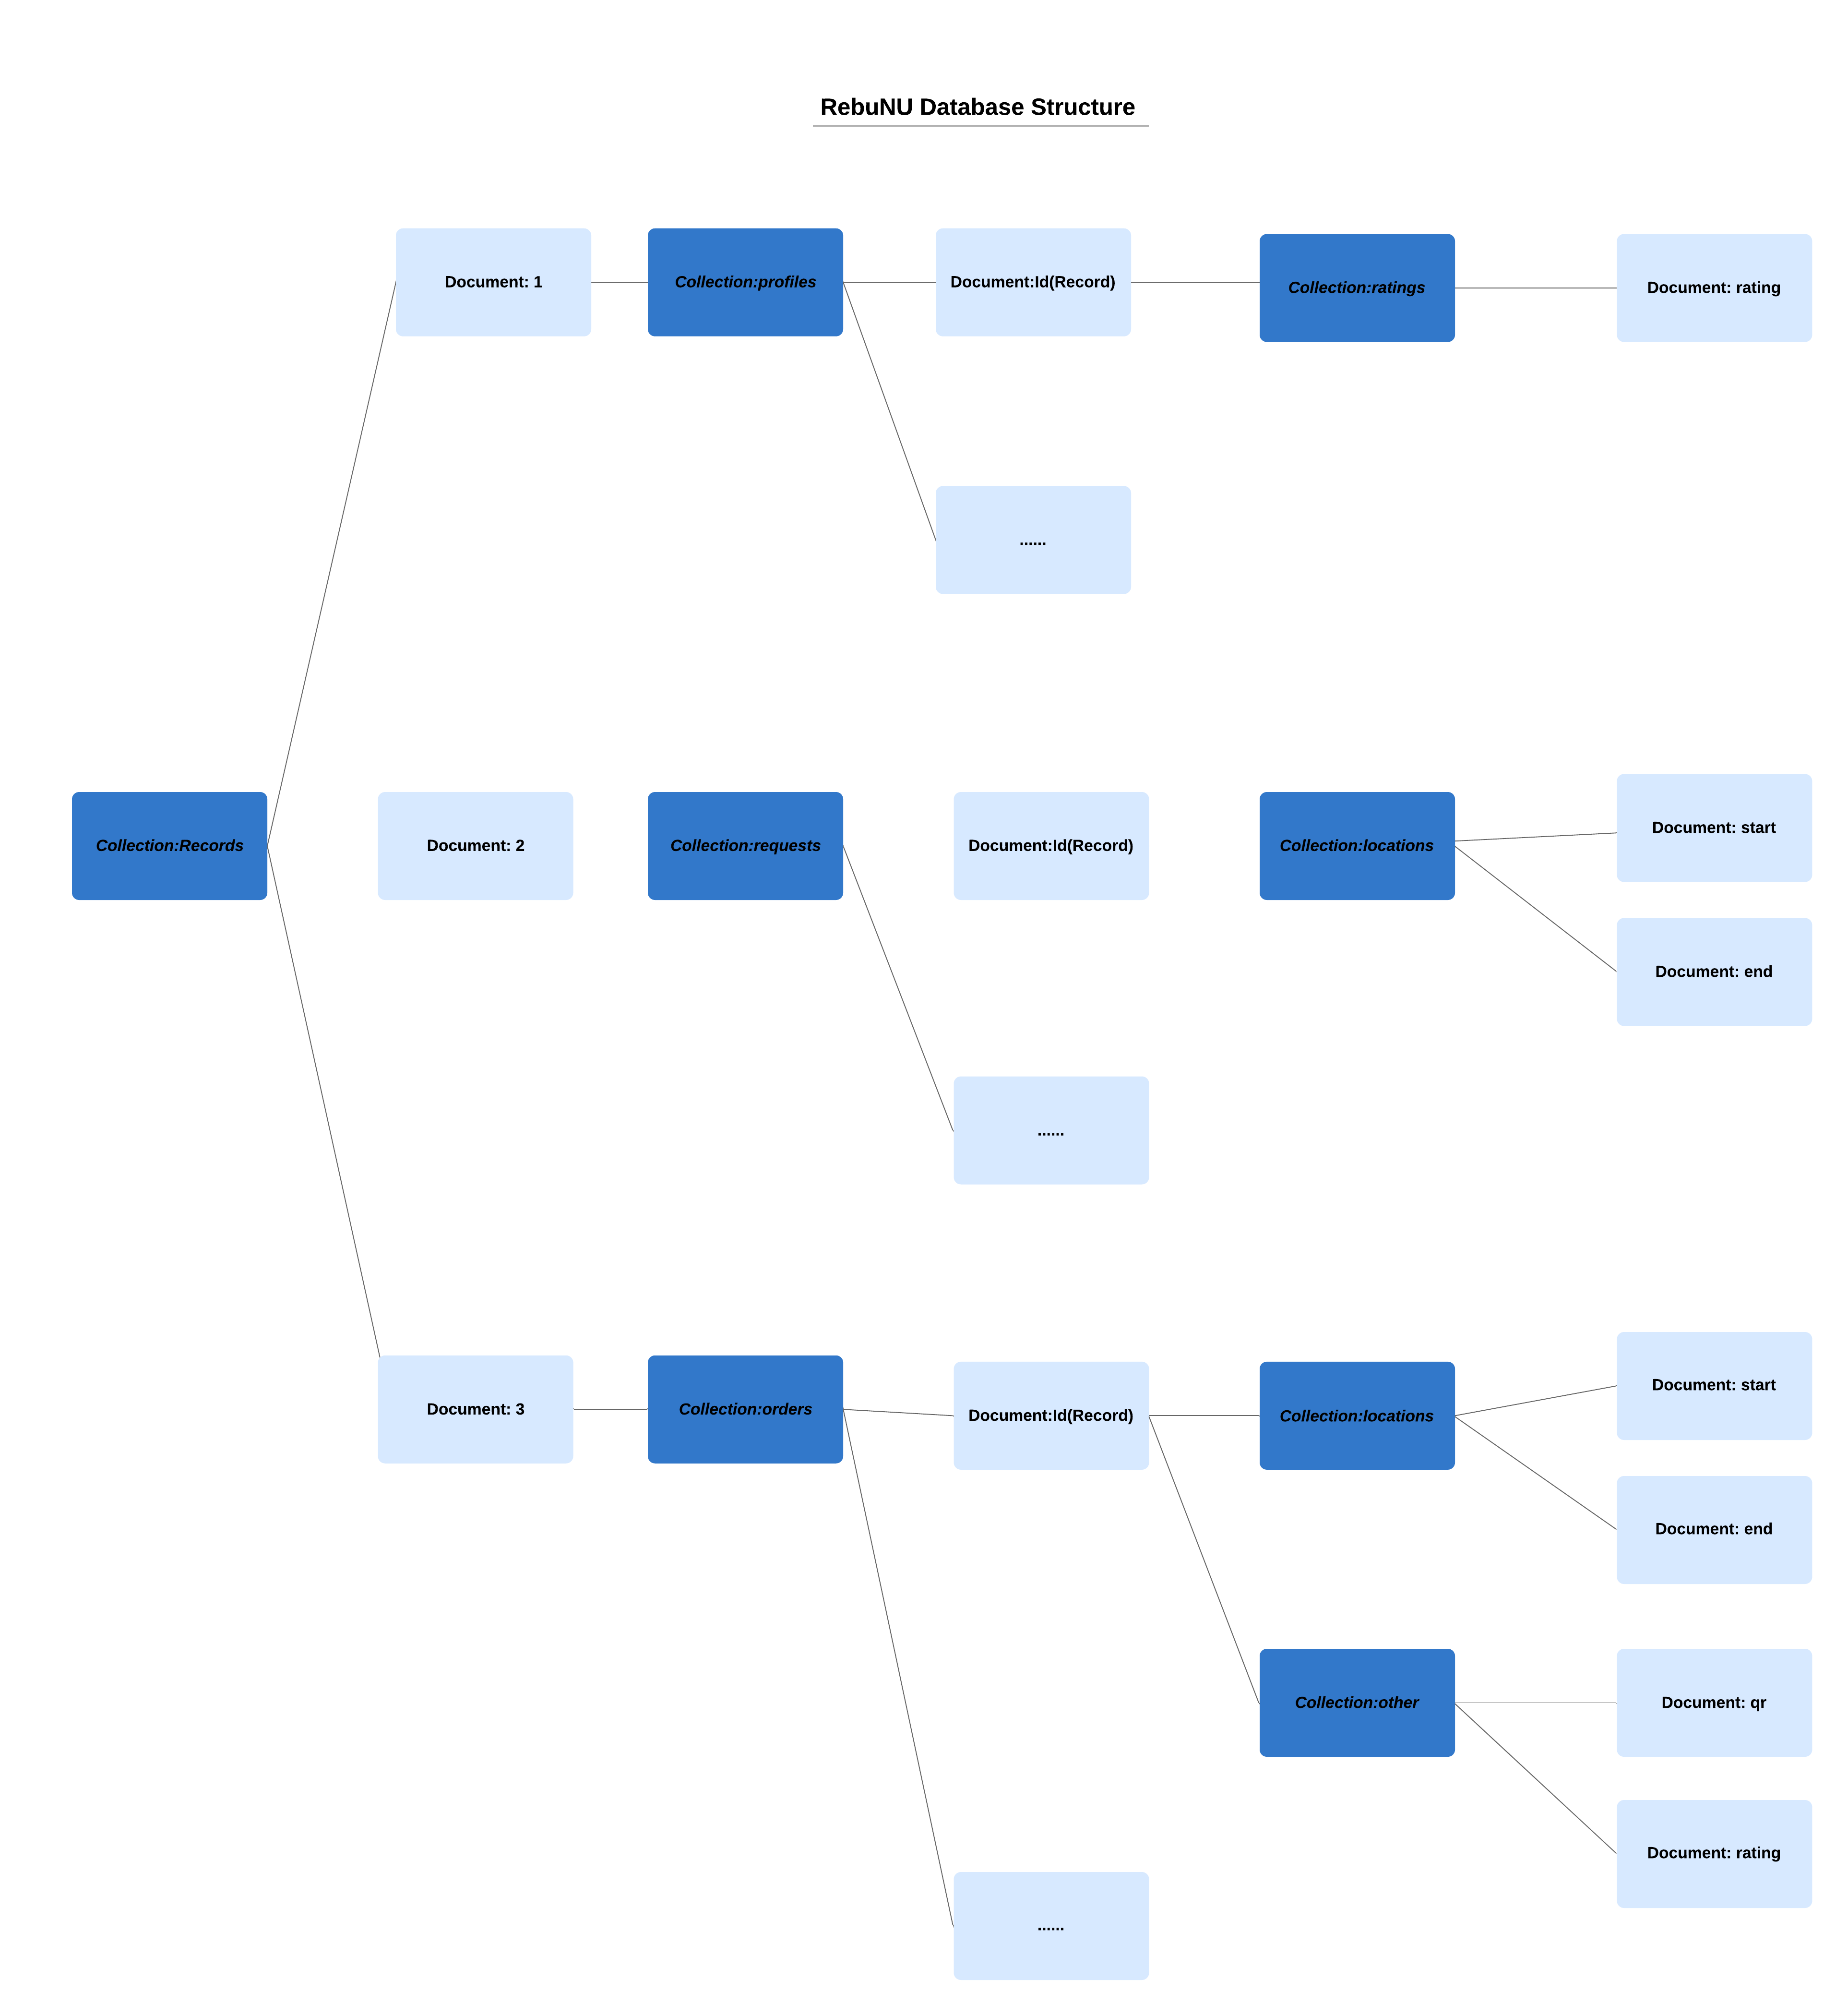 RebuNU Database Structure
Document: 1
Collection:profiles
Document:Id(Record)
Collection:ratings
Document: rating
......
Collection:Records
Document: 2
Collection:requests
Document:Id(Record)
Collection:locations
Document: start
Document: end
......
Document: 3
Collection:orders
Document:Id(Record)
Collection:locations
Document: start
Document: end
Collection:other
Document: qr
Document: rating
......